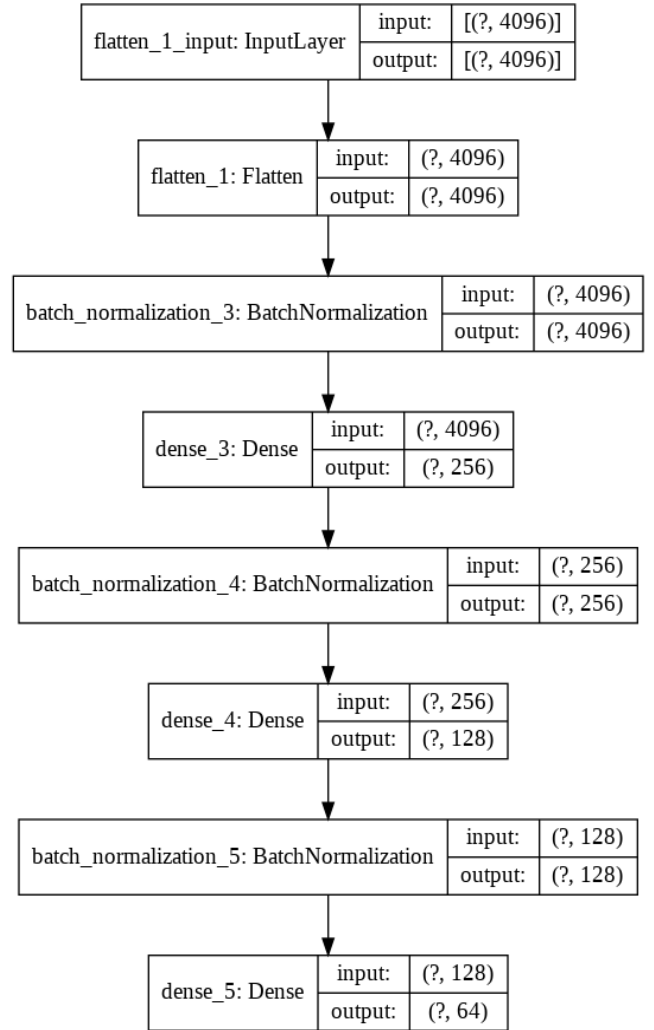 flatten_1_input: InputLayer
input: [(?, 4096)]
output: [(?, 4096)]
flatten_1: Flatten
input: (?, 4096)
output: (?, 4096)
batch_normalization_3: BatchNormalization
input: (?, 4096)
output: (?, 4096)
dense_3: Dense
input: (?, 4096)
output: (?, 256)
batch_normalization_4: BatchNormalization
input: (?, 256)
output: (?, 256)
dense_4: Dense
input: (?, 256)
output: (?, 128)
batch_normalization_5: BatchNormalization
input: (?, 128)
output: (?, 128)
dense_5: Dense
input: (?, 128)
output: (?, 64)